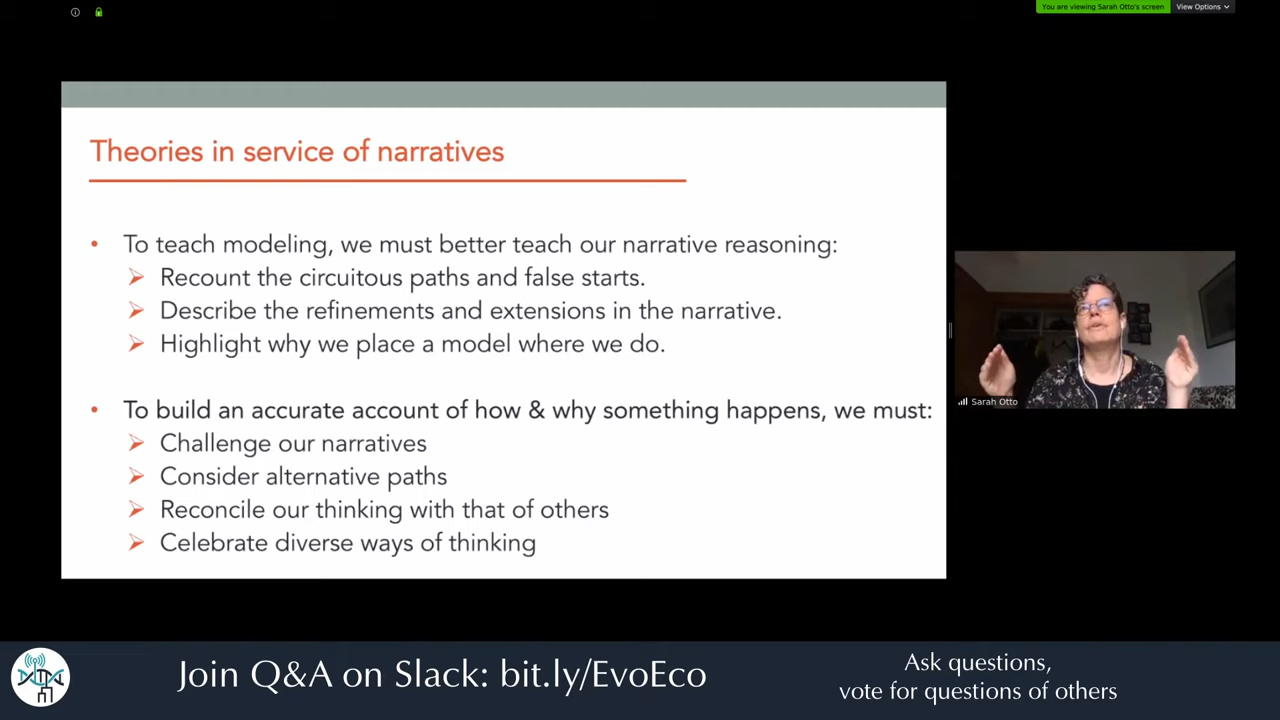 You are viewing Sarah Otto's screen
View Options
Theories in service of narratives
• To teach modeling, we must better teach our narrative reasoning:
➢ Recount the circuitous paths and false starts.
➢ Describe the refinements and extensions in the narrative.
➢ Highlight why we place a model where we do.
• To build an accurate account of how & why something happens, we must:
➢ Challenge our narratives
➢ Consider alternative paths
➢ Reconcile our thinking with that of others
➢ Celebrate diverse ways of thinking
Sarah Otto
Join Q&A on Slack: bit.ly/EvoEco
Ask questions,
vote for questions of others